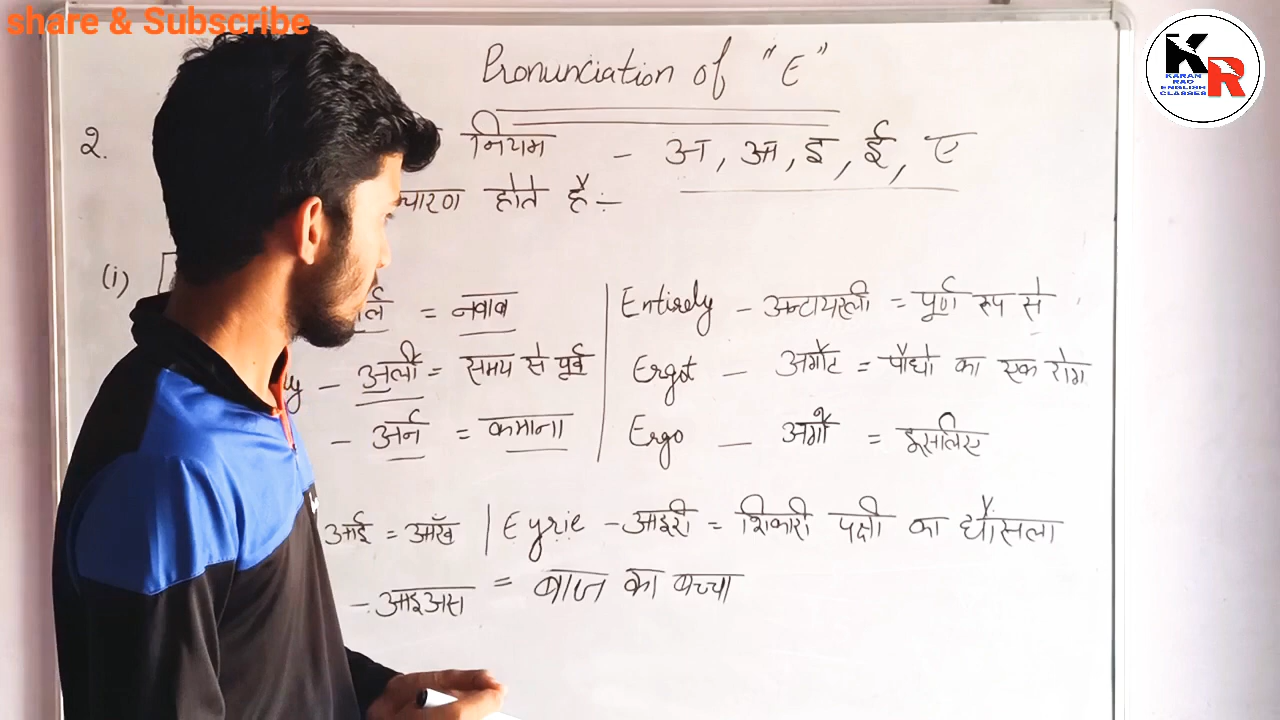 share & Subscribe
KR
KARAN
RAO
ENGLISH
CLASSES
Pronunciation of "E"
2. नियम - अ, आ, इ, ई, ए
च्चारण होते हैं :-
(i) र्ल = नवाब | Entirely - अन्टायरली = पूर्ण रूप से
ly - अर्ली = समय से पूर्व | Ergot - अर्गेट = पौधो का एक रोग
- अर्न = कमाना | Ergo - अर्गो = इसलिए
आई = आँख | Eyrie - आइरी = शिकारी पक्षी का घौंसला
- आइअस = बाज का बच्चा